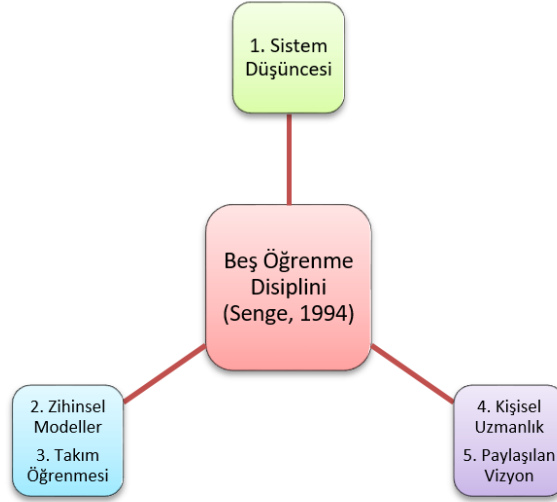 1. Sistem
Düşüncesi
Beş Öğrenme
Disiplini
(Senge, 1994)
2. Zihinsel
Modeller
3. Takım
Öğrenmesi
4. Kişisel
Uzmanlık
5. Paylaşılan
Vizyon